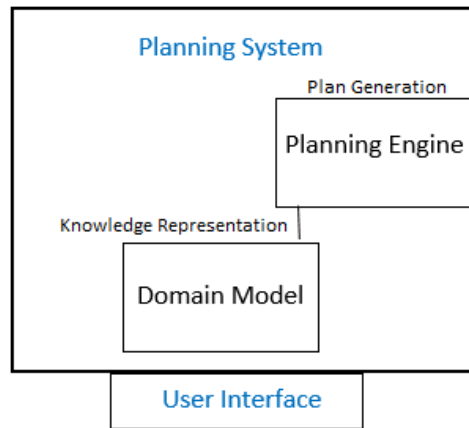 Planning System
Plan Generation
Planning Engine
Knowledge Representation
Domain Model
User Interface